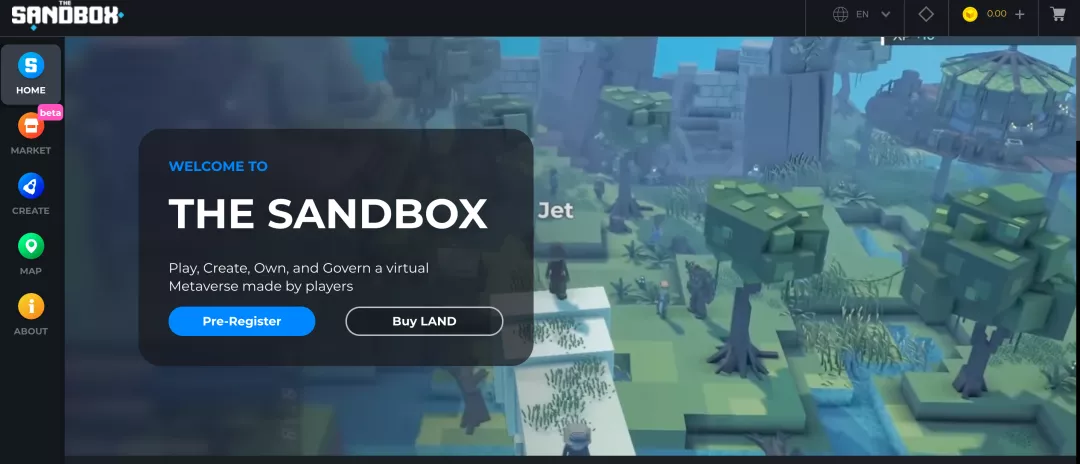 THE
SANDBOX
EN
0.00
HOME
beta
MARKET
CREATE
MAP
ABOUT
WELCOME TO
THE SANDBOX
Play, Create, Own, and Govern a virtual
Metaverse made by players
Pre-Register
Buy LAND
Jet